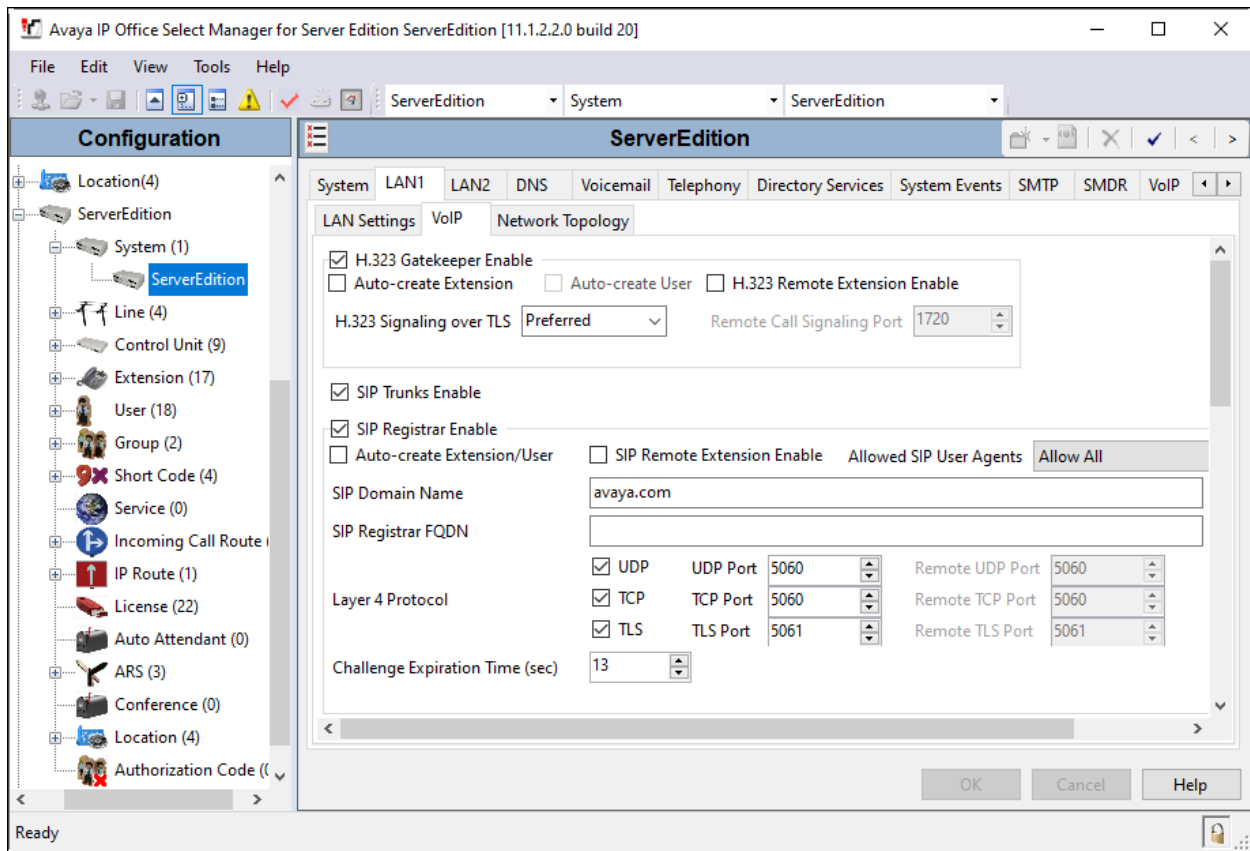 Avaya IP Office Select Manager for Server Edition ServerEdition [11.1.2.2.0 build 20]
File Edit View Tools Help
ServerEdition System ServerEdition
Configuration
Location(4)
ServerEdition
System (1)
ServerEdition
Line (4)
Control Unit (9)
Extension (17)
User (18)
Group (2)
Short Code (4)
Service (0)
Incoming Call Route (
IP Route (1)
License (22)
Auto Attendant (0)
ARS (3)
Conference (0)
Location (4)
Authorization Code ((
ServerEdition
System LAN1 LAN2 DNS Voicemail Telephony Directory Services System Events SMTP SMDR VoIP
LAN Settings VoIP Network Topology
H.323 Gatekeeper Enable
Auto-create Extension Auto-create User H.323 Remote Extension Enable
H.323 Signaling over TLS Preferred Remote Call Signaling Port 1720
SIP Trunks Enable
SIP Registrar Enable
Auto-create Extension/User SIP Remote Extension Enable Allowed SIP User Agents Allow All
SIP Domain Name avaya.com
SIP Registrar FQDN
UDP UDP Port 5060 Remote UDP Port 5060
Layer 4 Protocol TCP TCP Port 5060 Remote TCP Port 5060
TLS TLS Port 5061 Remote TLS Port 5061
Challenge Expiration Time (sec) 13
OK Cancel Help
Ready